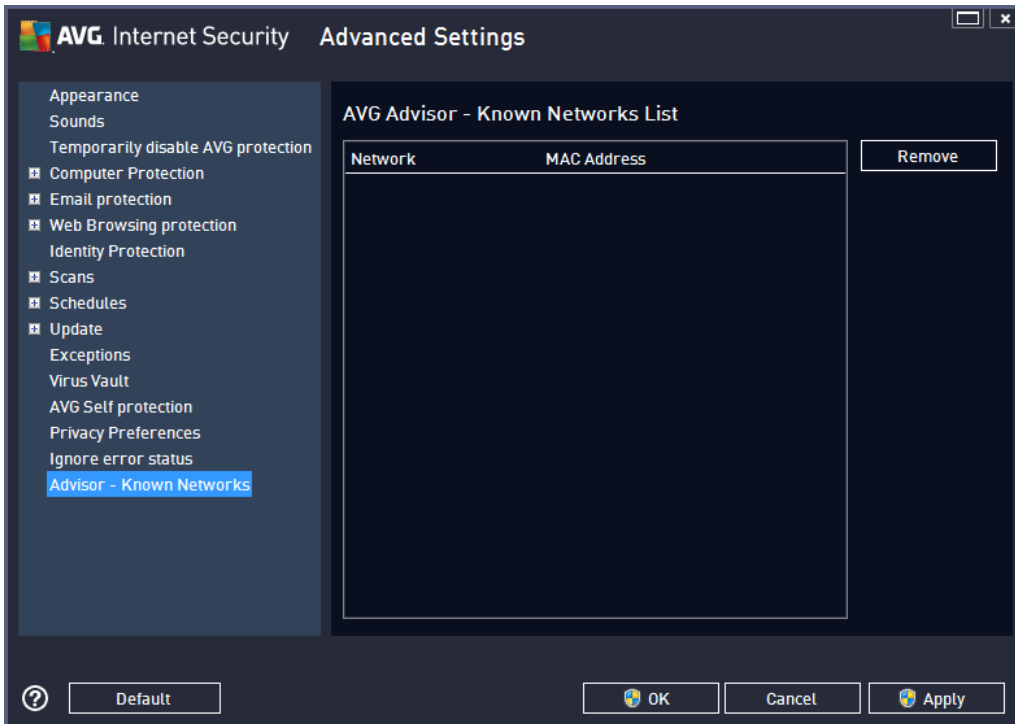 AVG. Internet Security Advanced Settings
Appearance
Sounds
Temporarily disable AVG protection
Computer Protection
Email protection
Web Browsing protection
Identity Protection
Scans
Schedules
Update
Exceptions
Virus Vault
AVG Self protection
Privacy Preferences
Ignore error status
Advisor - Known Networks
AVG Advisor - Known Networks List
Network MAC Address
Remove
? Default OK Cancel Apply